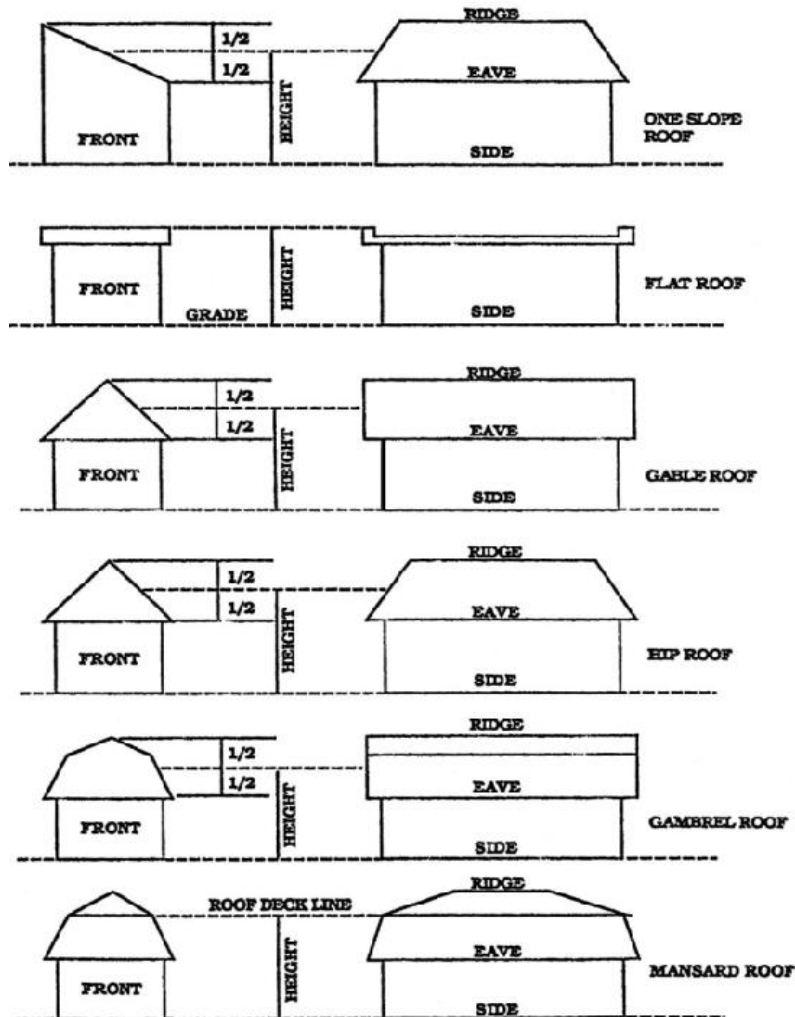 RIDGE
1/2
1/2
EAVE
HEIGHT
FRONT
ONE SLOPE
ROOF
SIDE
FRONT
HEIGHT
FLAT ROOF
GRADE
SIDE
RIDGE
1/2
1/2
EAVE
FRONT
HEIGHT
GABLE ROOF
SIDE
RIDGE
1/2
1/2
EAVE
FRONT
HEIGHT
HIP ROOF
SIDE
RIDGE
1/2
1/2
EAVE
FRONT
HEIGHT
GAMBREL ROOF
SIDE
RIDGE
ROOF DECK LINE
EAVE
FRONT
HEIGHT
MANSARD ROOF
SIDE